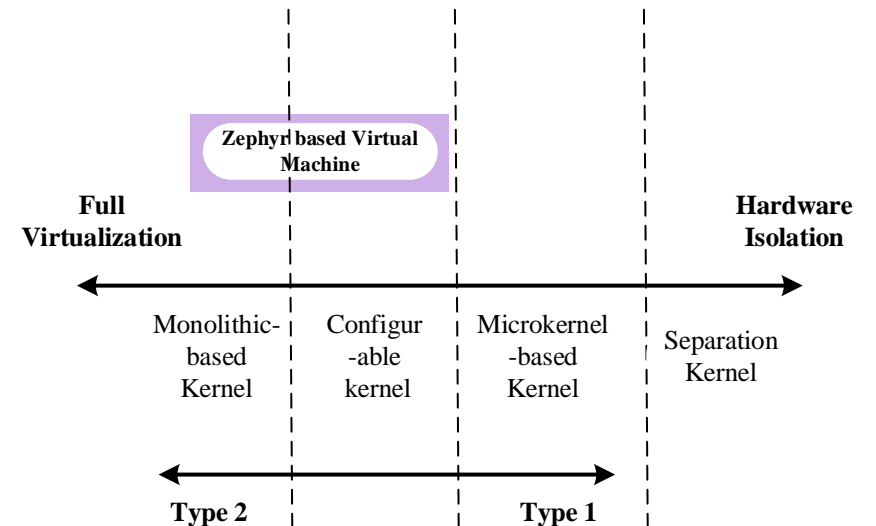 Zephyr based Virtual
Machine
Full
Virtualization
Hardware
Isolation
Monolithic-
based
Kernel
Configur
-able
kernel
Microkernel
-based
Kernel
Separation
Kernel
Type 2
Type 1